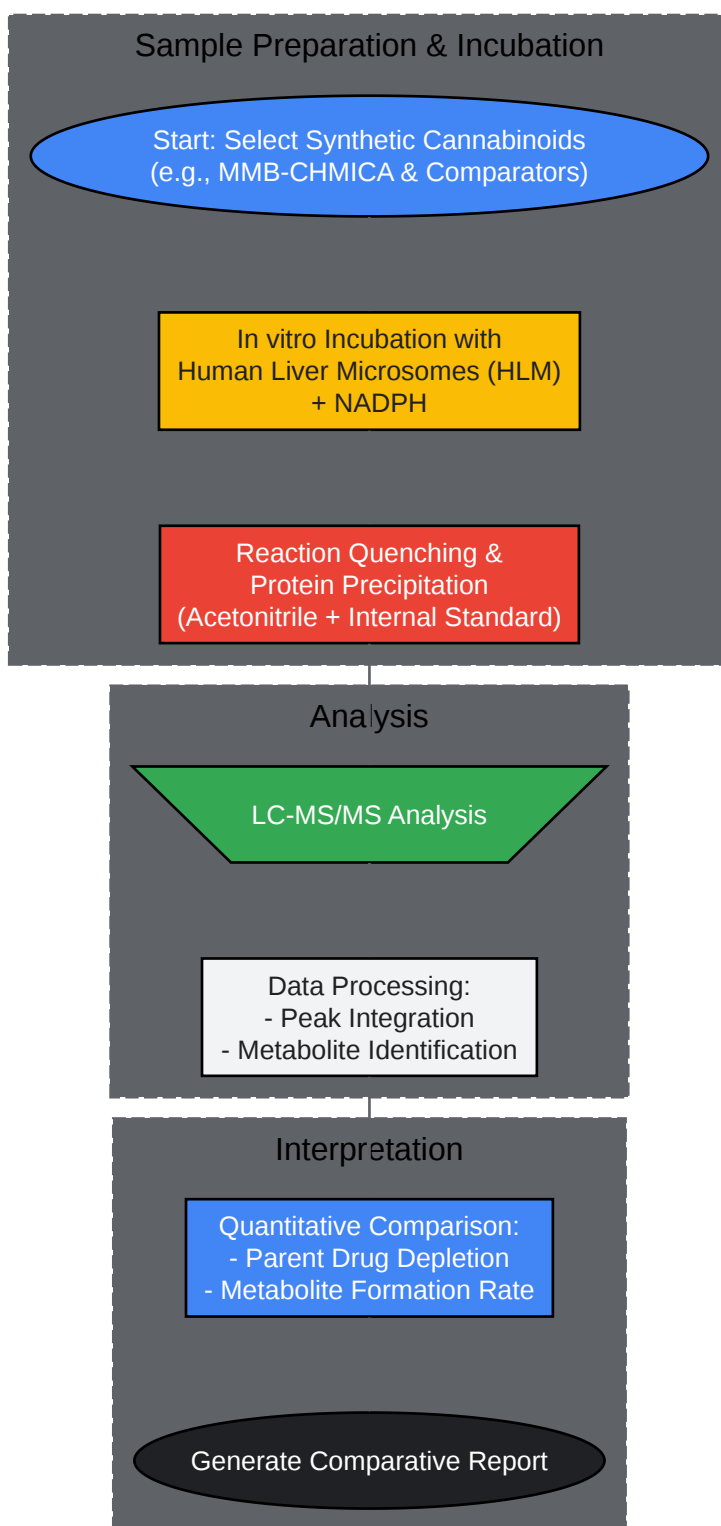 Sample Preparation & Incubation
Start: Select Synthetic Cannabinoids
(e.g., MMB-CHMICA & Comparators)
In vitro Incubation with
Human Liver Microsomes (HLM)
+ NADPH
Reaction Quenching &
Protein Precipitation
(Acetonitrile + Internal Standard)
Analysis
LC-MS/MS Analysis
Data Processing:
- Peak Integration
- Metabolite Identification
Interpretation
Quantitative Comparison:
- Parent Drug Depletion
- Metabolite Formation Rate
Generate Comparative Report